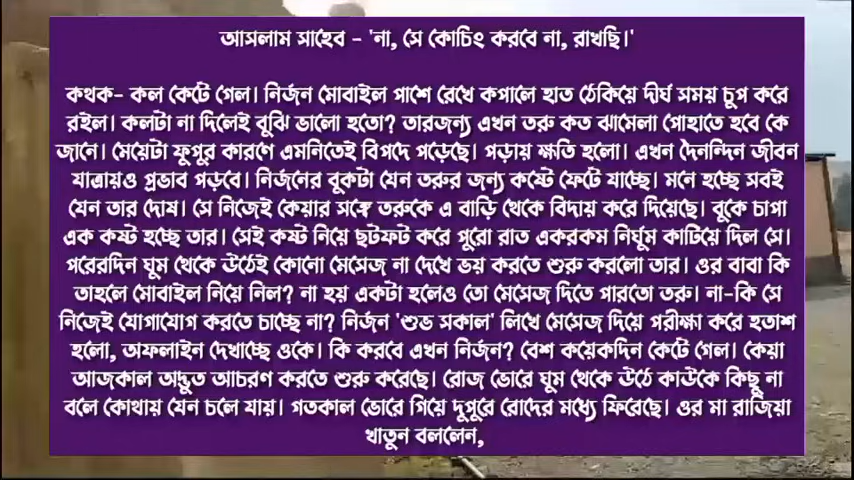 আসলাম সাহেব - 'না, সে কোচিং করবে না, রাখছি।'
কথক- কল কেটে গেল। নির্জন মোবাইল পাশে রেখে কপালে হাত ঠেকিয়ে দীর্ঘ সময় চুপ করে
রইল। কলটা না দিলেই বুঝি ভালো হতো? তারজন্য এখন তরু কত ঝামেলা পোহাতে হবে কে
জানে। মেয়েটা ফুপুর কারণে এমনিতেই বিপদে পড়েছে। পড়ায় ক্ষতি হলো। এখন দৈনন্দিন জীবন
যাত্রায়ও প্রভাব পড়বে। নির্জনের বুকটা যেন তরুর জন্য কষ্টে ফেটে যাচ্ছে। মনে হচ্ছে সবই
যেন তার দোষ। সে নিজেই কেয়ার সঙ্গে তরুকে এ বাড়ি থেকে বিদায় করে দিয়েছে। বুকে চাপা
এক কষ্ট হচ্ছে তার। সেই কষ্ট নিয়ে ছটফট করে পুরো রাত একরকম নির্ঘুম কাটিয়ে দিল সে।
পরেরদিন ঘুম থেকে উঠেই কোনো মেসেজ না দেখে ভয় করতে শুরু করলো তার। ওর বাবা কি
তাহলে মোবাইল নিয়ে নিল? না হয় একটা হলেও তো মেসেজ দিতে পারতো তরু। না-কি সে
নিজেই যোগাযোগ করতে চাচ্ছে না? নির্জন 'শুভ সকাল' লিখে মেসেজ দিয়ে পরীক্ষা করে হতাশ
হলো, অফলাইন দেখাচ্ছে ওকে। কি করবে এখন নির্জন? বেশ কয়েকদিন কেটে গেল। কেয়া
আজকাল অদ্ভুত আচরণ করতে শুরু করেছে। রোজ ভোরে ঘুম থেকে উঠে কাউকে কিছু না
বলে কোথায় যেন চলে যায়। গতকাল ভোরে গিয়ে দুপুরে রোদের মধ্যে ফিরেছে। ওর মা রাজিয়া
খাতুন বললেন,